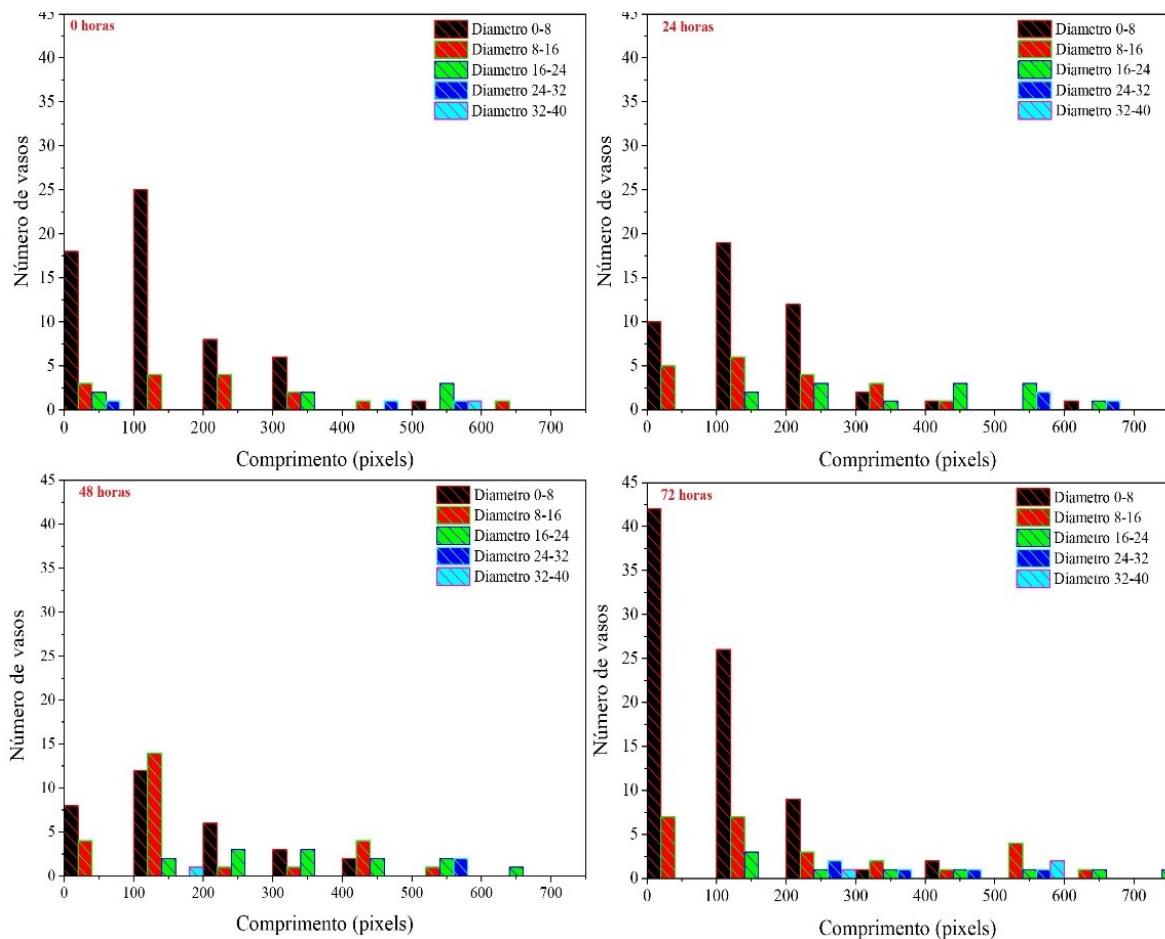 0 horas
Diametro 0-8
Diametro 8-16
Diametro 16-24
Diametro 24-32
Diametro 32-40
45
40
35
30
25
20
15
10
5
0
Número de vasos
0 100 200 300 400 500 600 700
Comprimento (pixels)
24 horas
Diametro 0-8
Diametro 8-16
Diametro 16-24
Diametro 24-32
Diametro 32-40
45
40
35
30
25
20
15
10
5
0
Número de vasos
0 100 200 300 400 500 600 700
Comprimento (pixels)
48 horas
Diametro 0-8
Diametro 8-16
Diametro 16-24
Diametro 24-32
Diametro 32-40
45
40
35
30
25
20
15
10
5
0
Número de vasos
0 100 200 300 400 500 600 700
Comprimento (pixels)
72 horas
Diametro 0-8
Diametro 8-16
Diametro 16-24
Diametro 24-32
Diametro 32-40
45
40
35
30
25
20
15
10
5
0
Número de vasos
0 100 200 300 400 500 600 700
Comprimento (pixels)